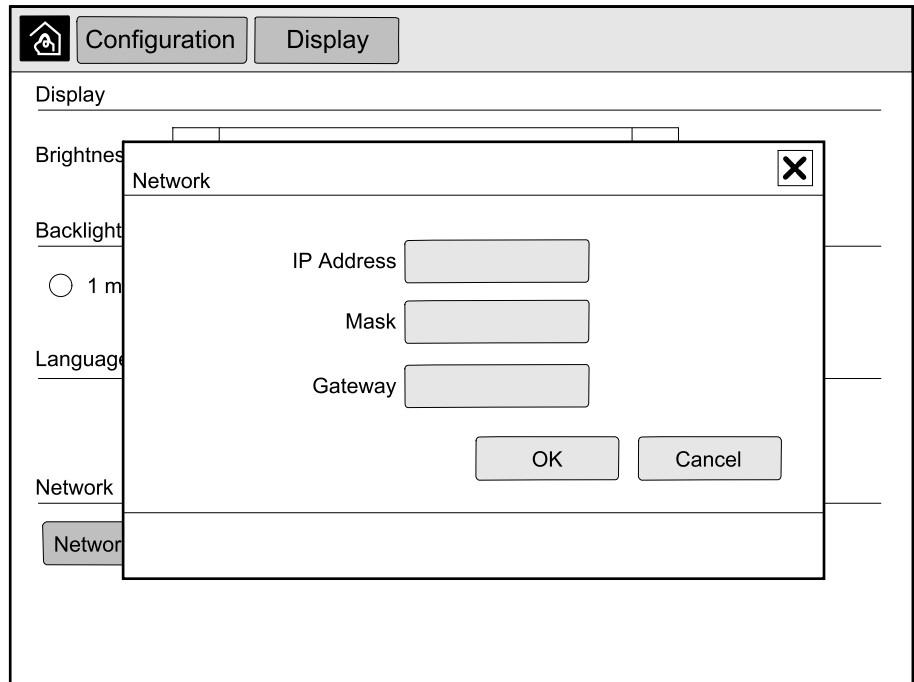 Configuration Display
Display
Brightnes
Network
Backlight
IP Address
1 m
Mask
Language
Gateway
OK Cancel
Network
Networ